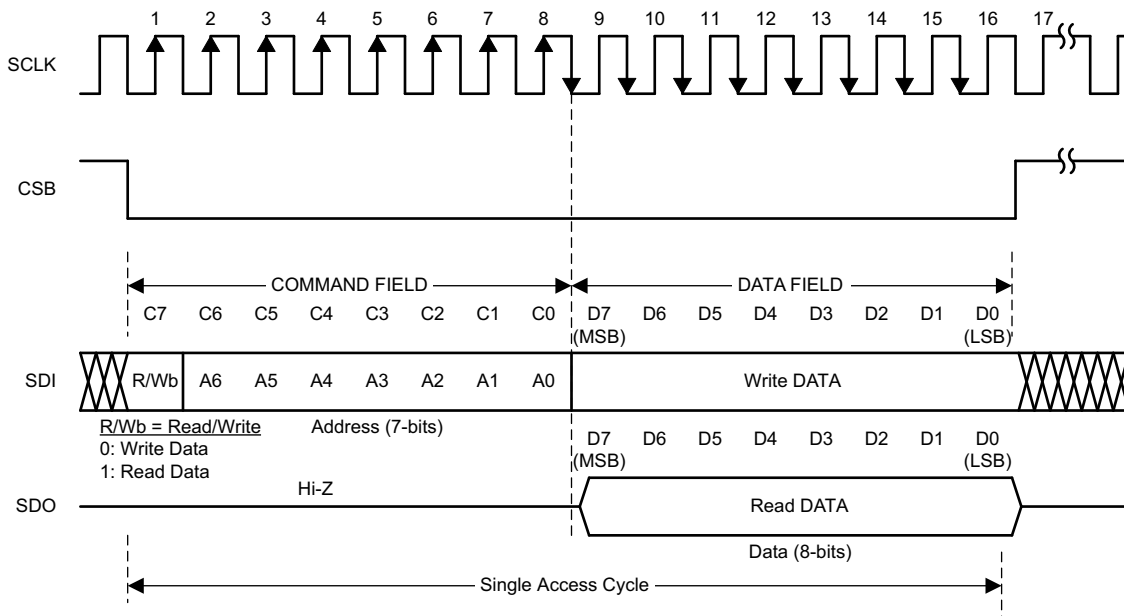 1 2 3 4 5 6 7 8 9 10 11 12 13 14 15 16 17
SCLK
CSB
COMMAND FIELD DATA FIELD
C7 C6 C5 C4 C3 C2 C1 C0 D7 D6 D5 D4 D3 D2 D1 D0
(MSB) (LSB)
SDI R/Wb A6 A5 A4 A3 A2 A1 A0 Write DATA
R/Wb = Read/Write Address (7-bits)
0: Write Data
1: Read Data
D7 D6 D5 D4 D3 D2 D1 D0
(MSB) (LSB)
Hi-Z
SDO Read DATA
Data (8-bits)
Single Access Cycle